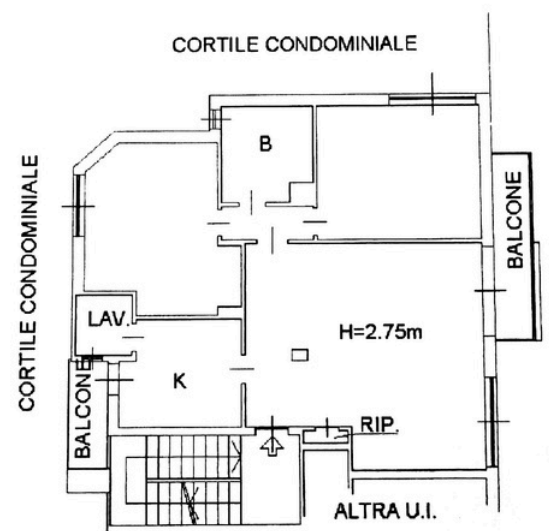 CORTILE CONDOMINIALE
B
CORTILE CONDOMINIALE
BALCONE
LAV.
H=2.75m
K
BALCONE
RIP.
ALTRA U.I.